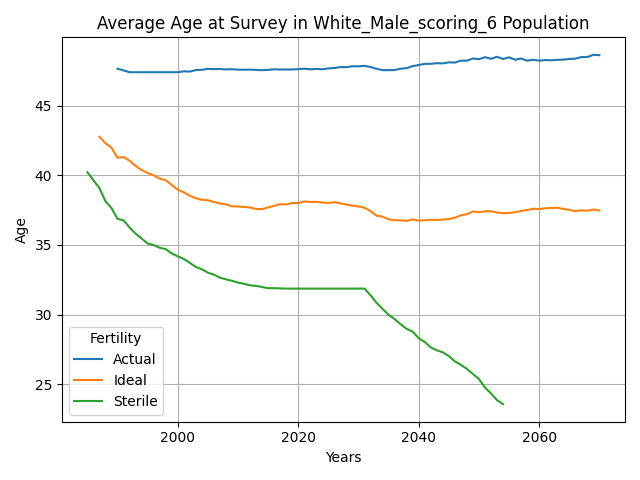 Average Age at Survey in White_Male_scoring_6 Population
Age
45
40
35
30
25
Fertility
Actual
Ideal
Sterile
2000
2020
2040
2060
Years